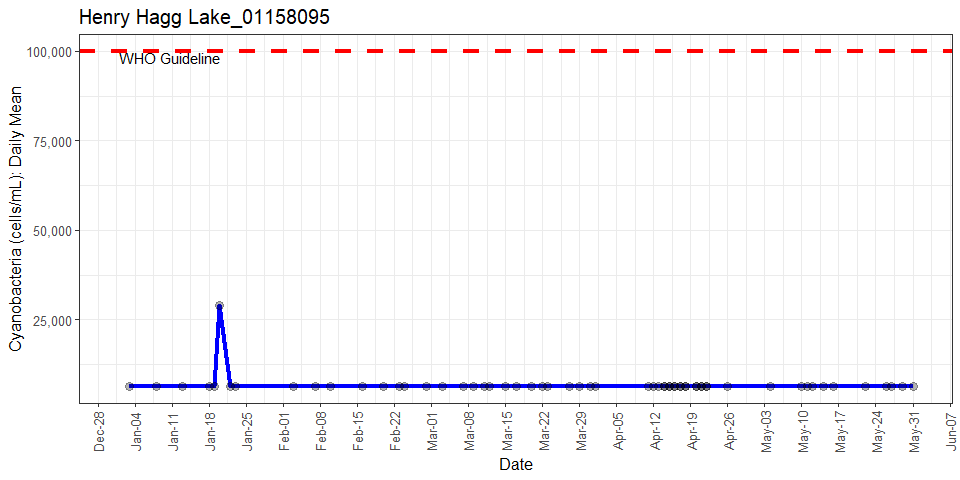 Henry Hagg Lake_01158095
Cyanobacteria (cells/mL): Daily Mean
100,000
75,000
50,000
25,000
WHO Guideline
Dec-28
Jan-04
Jan-11
Jan-18
Jan-25
Feb-01
Feb-08
Feb-15
Feb-22
Mar-01
Mar-08
Mar-15
Mar-22
Mar-29
Apr-05
Apr-12
Apr-19
Apr-26
May-03
May-10
May-17
May-24
May-31
Jun-07
Date